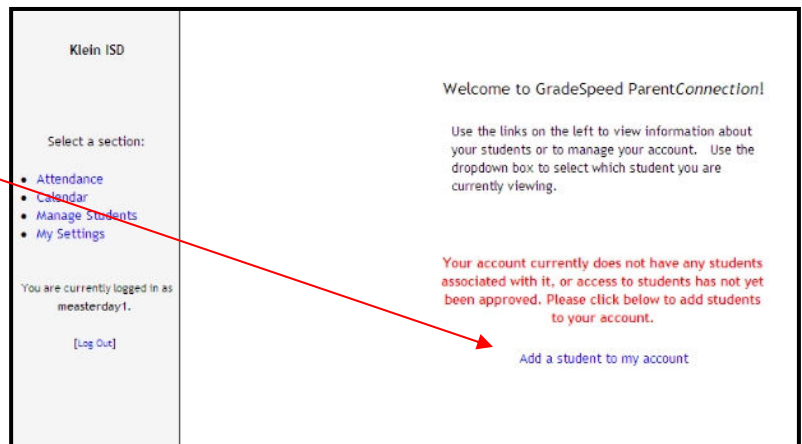 Klein ISD
Select a section:
• Attendance
• Calendar
• Manage Students
• My Settings
You are currently logged in as
measterday1.
[Log Out]
Welcome to GradeSpeed ParentConnection!
Use the links on the left to view information about
your students or to manage your account. Use the
dropdown box to select which student you are
currently viewing.
Your account currently does not have any students
associated with it, or access to students has not yet
been approved. Please click below to add students
to your account.
Add a student to my account